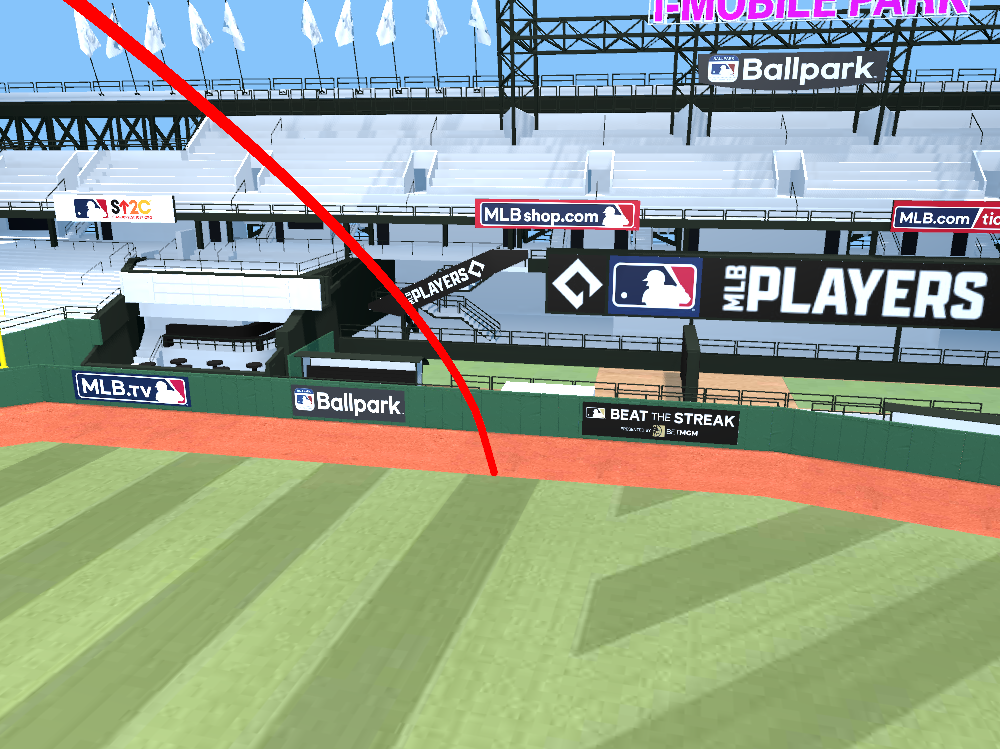 T-MOBILE PARK
Ballpark
S↑2C
MLBshop.com
MLB.com/tic
PLAYERS
MLB PLAYERS
MLB.TV
Ballpark
BEAT THE STREAK
PRESENTED BY BETMGM